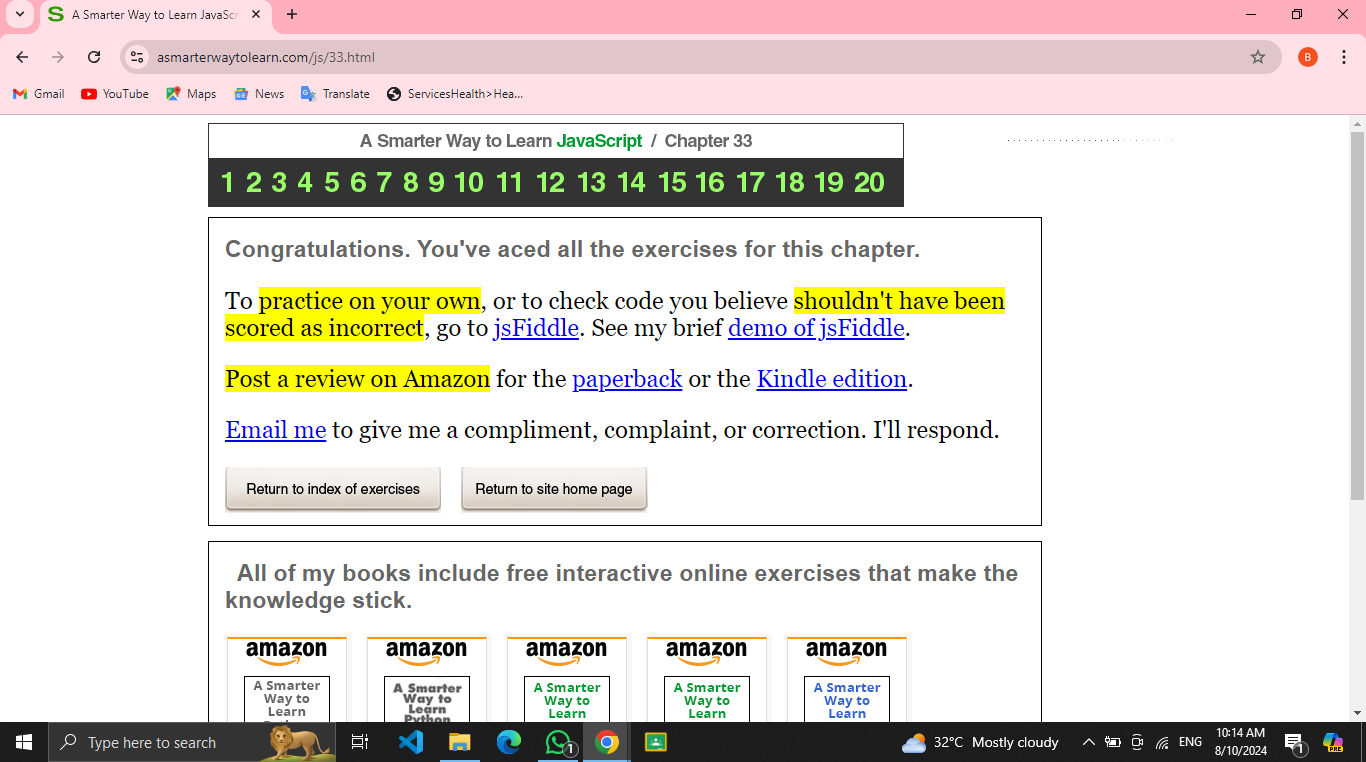 A Smarter Way to Learn JavaScr
asmarterwaytolearn.com/js/33.html
B
Gmail YouTube Maps News Translate ServicesHealth>Hea...
A Smarter Way to Learn JavaScript / Chapter 33
1 2 3 4 5 6 7 8 9 10 11 12 13 14 15 16 17 18 19 20
Congratulations. You've aced all the exercises for this chapter.
To practice on your own, or to check code you believe shouldn't have been
scored as incorrect, go to jsFiddle. See my brief demo of jsFiddle.
Post a review on Amazon for the paperback or the Kindle edition.
Email me to give me a compliment, complaint, or correction. I'll respond.
Return to index of exercises Return to site home page
All of my books include free interactive online exercises that make the
knowledge stick.
amazon amazon amazon amazon amazon
A Smarter A Smarter A Smarter A Smarter A Smarter
Way to Way to Way to Way to Way to
Learn Learn Learn Learn Learn
Python
Type here to search
1
32°C Mostly cloudy
ENG
10:14 AM
8/10/2024
1
PRE